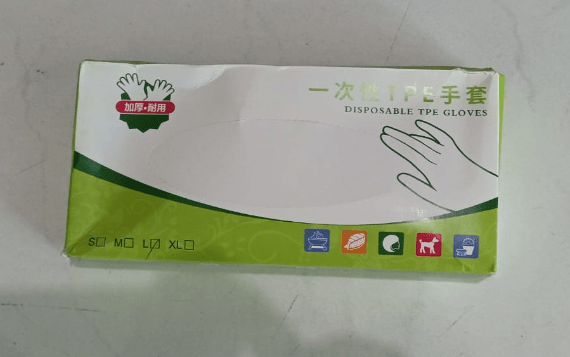 加厚•耐用
一次性TPE手套
DISPOSABLE TPE GLOVES
S□ M□ L☑ XL□